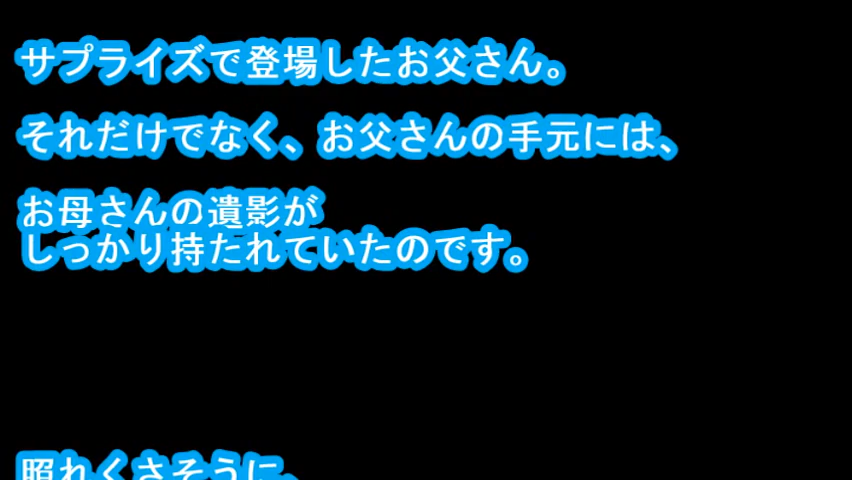 サプライズで登場したお父さん。
それだけでなく、お父さんの手元には、
お母さんの遺影が
しっかり持たれていたのです。
照れくさそうに、